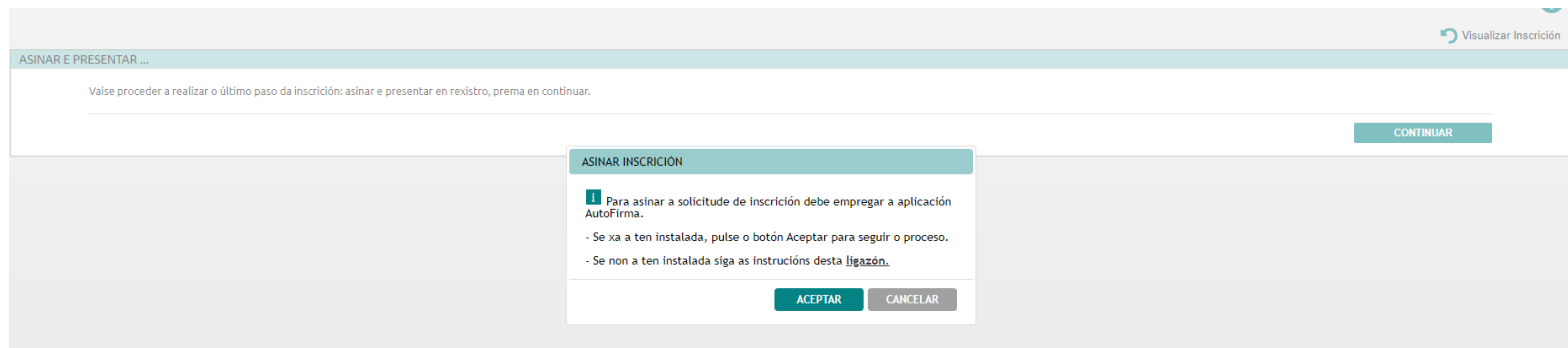 Visualizar Inscrición
ASINAR E PRESENTAR ...
Vaise proceder a realizar o último paso da inscrición: asinar e presentar en rexistro, prema en continuar.
CONTINUAR
ASINAR INSCRICIÓN
i Para asinar a solicitude de inscrición debe empregar a aplicación
AutoFirma.
- Se xa a ten instalada, pulse o botón Aceptar para seguir o proceso.
- Se non a ten instalada siga as instrucións desta ligazón.
ACEPTAR
CANCELAR